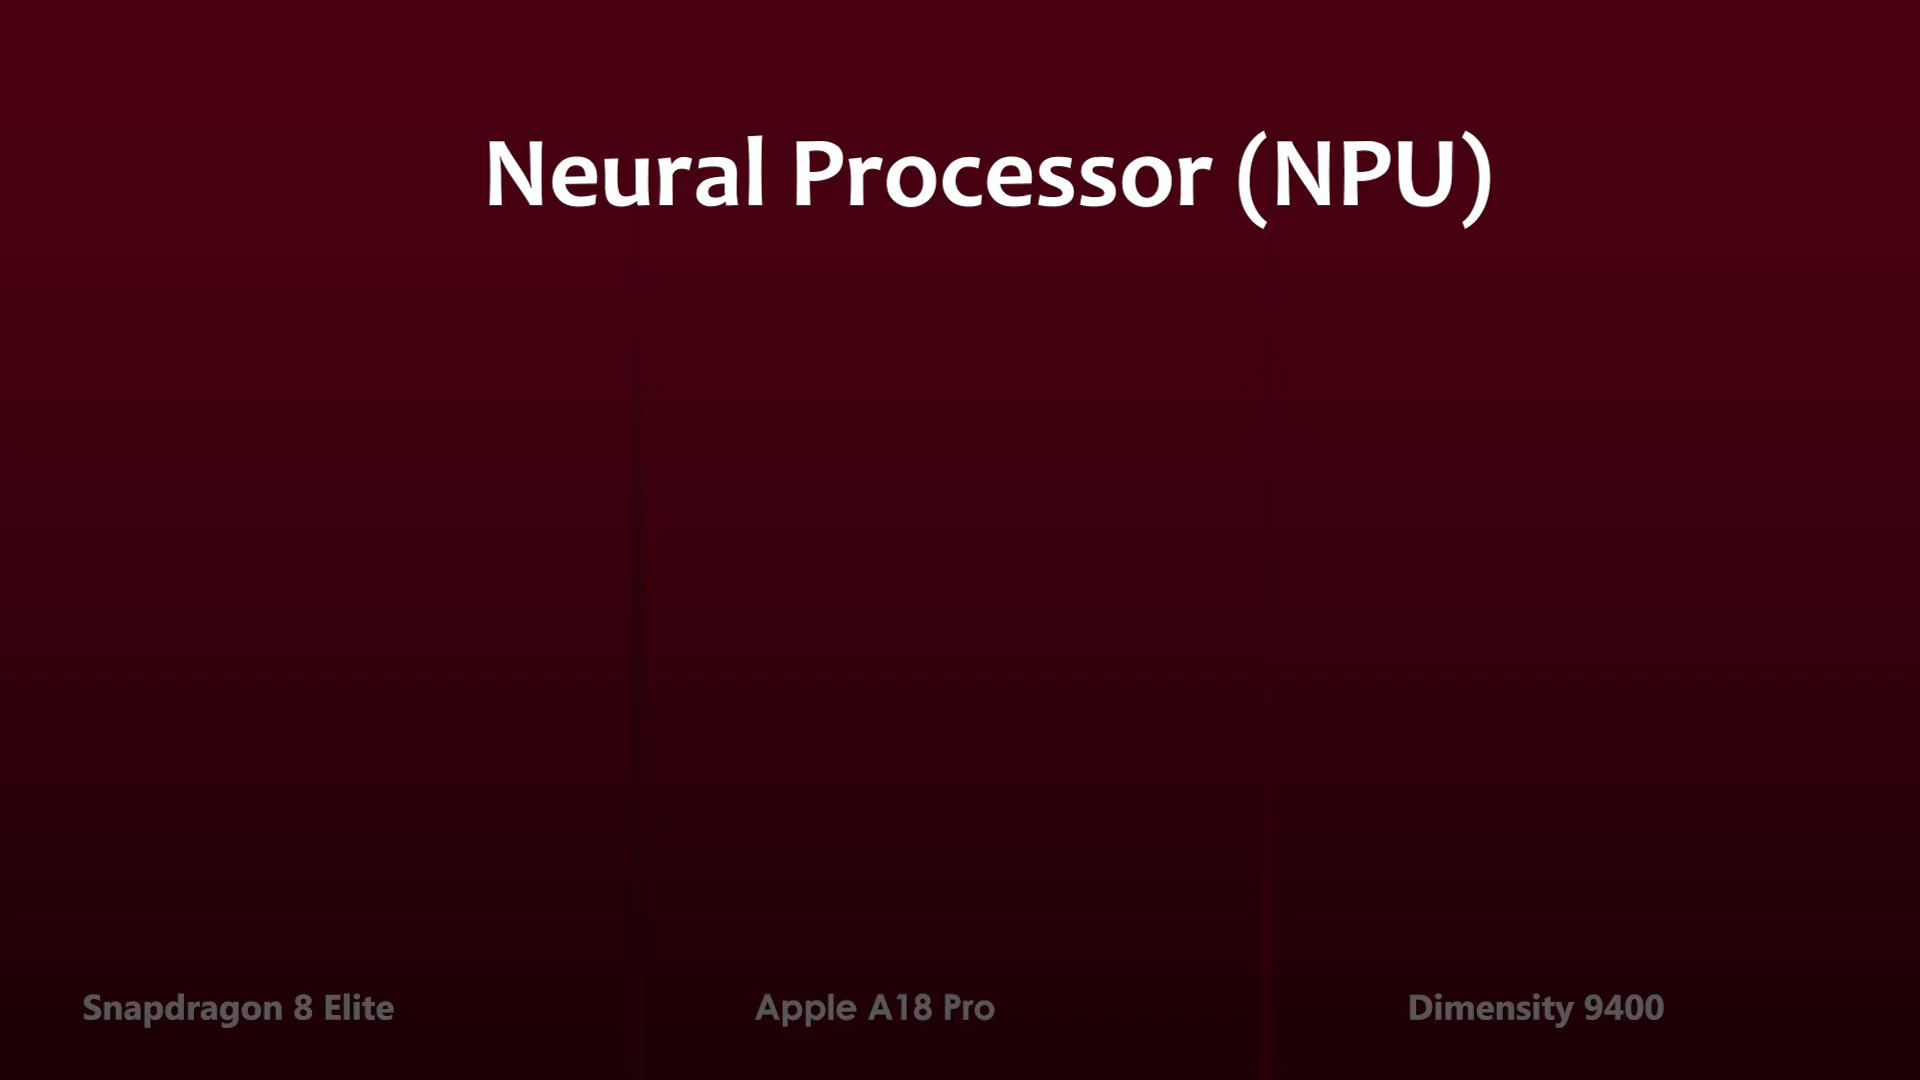 Neural Processor (NPU)
Snapdragon 8 Elite
Apple A18 Pro
Dimensity 9400